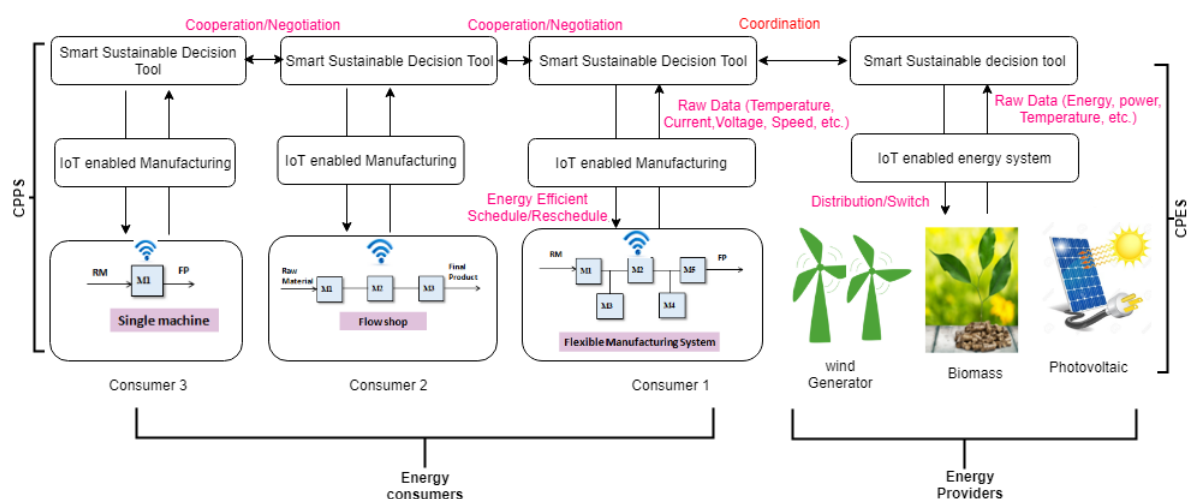 Cooperation/Negotiation
Cooperation/Negotiation
Coordination
Smart Sustainable Decision
Tool
Smart Sustainable Decision Tool
Smart Sustainable Decision Tool
Smart Sustainable decision tool
Raw Data (Temperature,
Current,Voltage, Speed, etc.)
Raw Data (Energy, power,
Temperature, etc.)
IoT enabled Manufacturing
IoT enabled Manufacturing
IoT enabled Manufacturing
IoT enabled energy system
CPPS
CPES
Energy Efficient
Schedule/Reschedule
Distribution/Switch
RM
M1
FP
Single machine
Raw
Material
M1
M2
M3
Final
Product
Flow shop
RM
M1
M2
M5
FP
M3
M4
Flexible Manufacturing System
Consumer 3
Consumer 2
Consumer 1
wind
Generator
Biomass
Photovoltaic
Energy
consumers
Energy
Providers